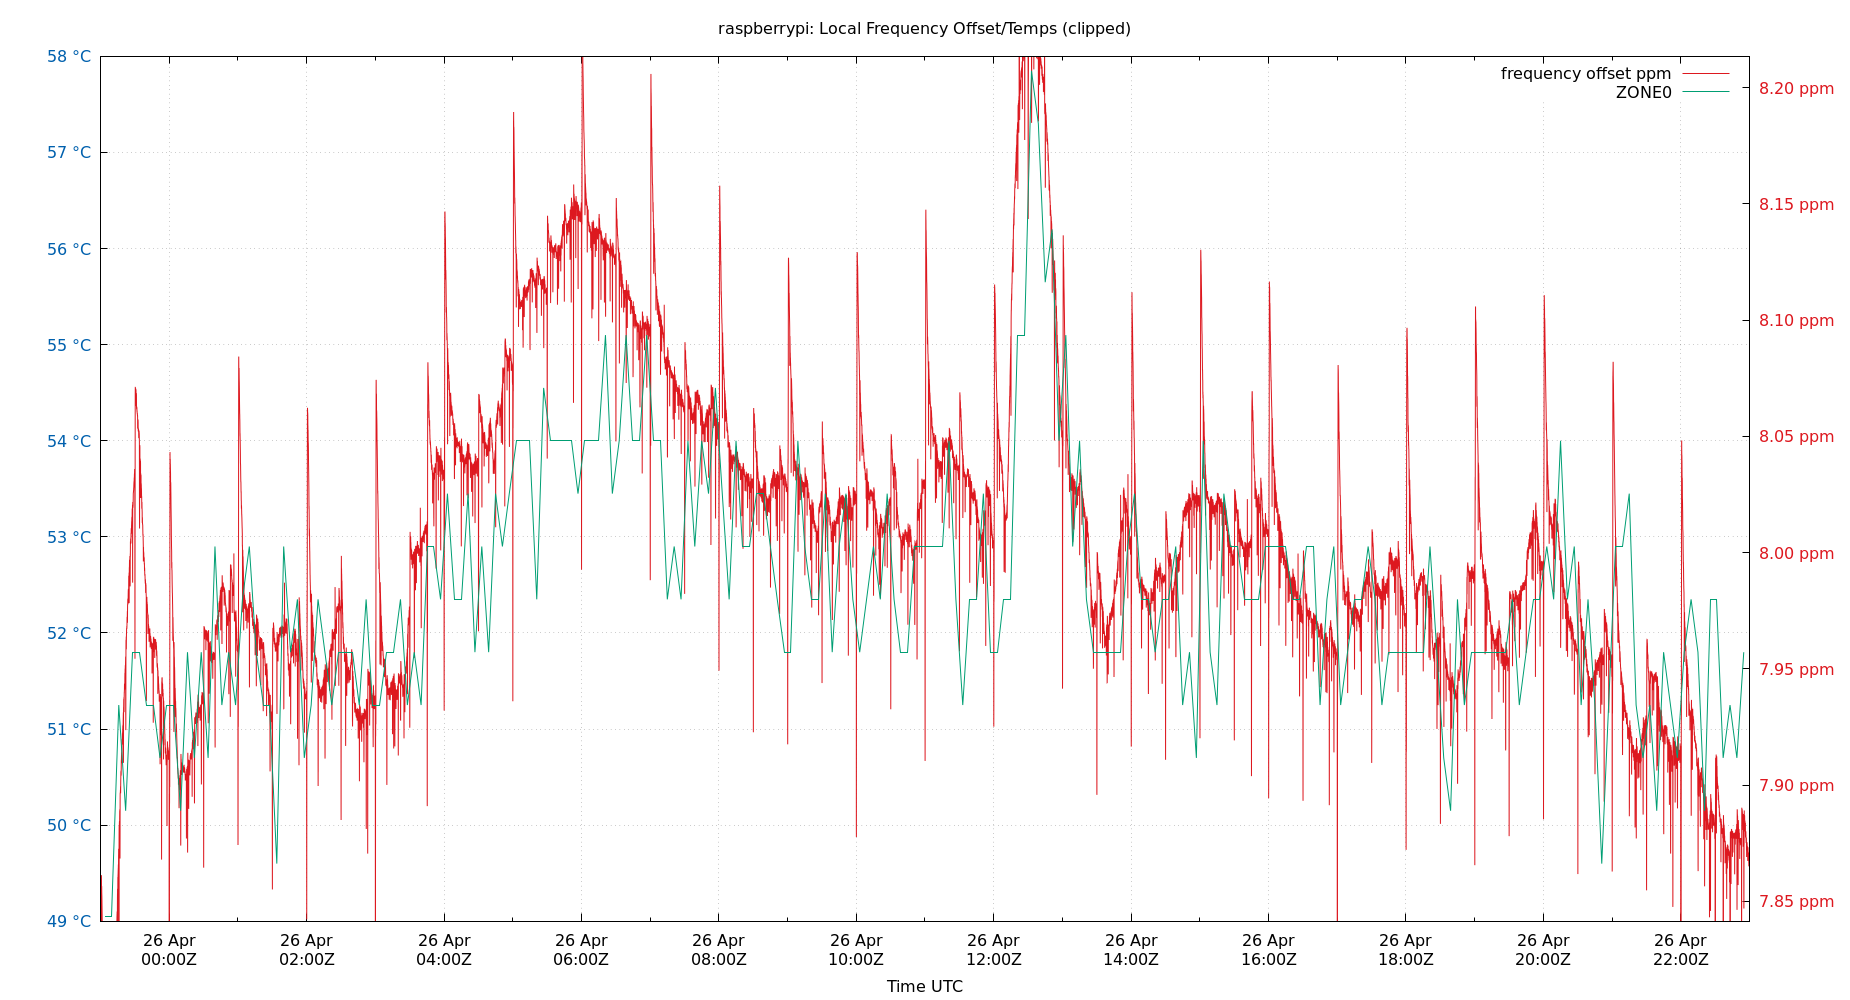 raspberrypi: Local Frequency Offset/Temps (clipped)
frequency offset ppm
ZONE0
58 °C
57 °C
56 °C
55 °C
54 °C
53 °C
52 °C
51 °C
50 °C
49 °C
8.20 ppm
8.15 ppm
8.10 ppm
8.05 ppm
8.00 ppm
7.95 ppm
7.90 ppm
7.85 ppm
26 Apr 26 Apr 26 Apr 26 Apr 26 Apr 26 Apr 26 Apr 26 Apr 26 Apr 26 Apr 26 Apr 26 Apr
00:00Z 02:00Z 04:00Z 06:00Z 08:00Z 10:00Z 12:00Z 14:00Z 16:00Z 18:00Z 20:00Z 22:00Z
Time UTC